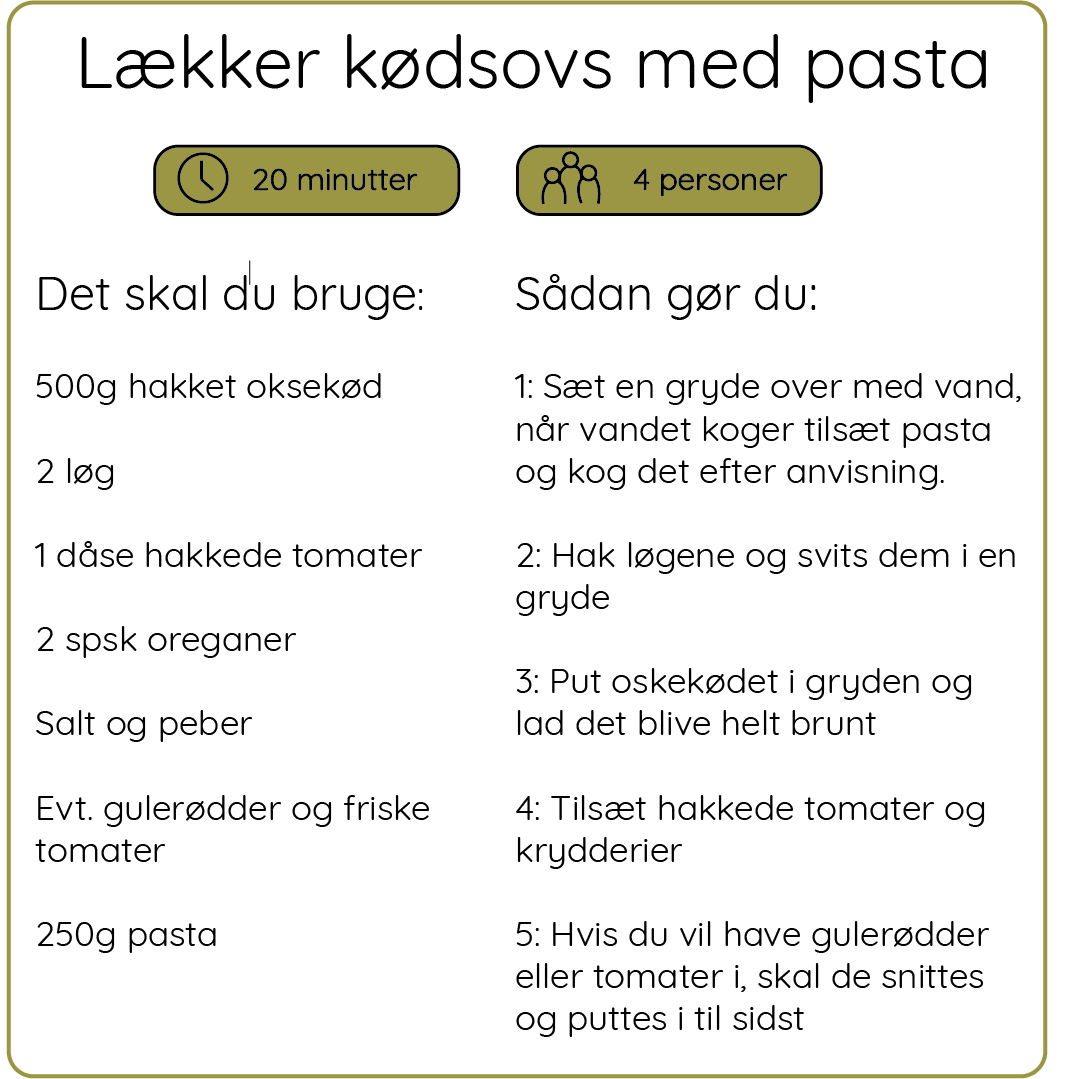 Lækker kødsovs med pasta
20 minutter
4 personer
Det skal du bruge:
500g hakket oksekød
2 løg
1 dåse hakkede tomater
2 spsk oreganer
Salt og peber
Evt. gulerødder og friske
tomater
250g pasta
Sådan gør du:
1: Sæt en gryde over med vand,
når vandet koger tilsæt pasta
og kog det efter anvisning.
2: Hak løgene og svits dem i en
gryde
3: Put oskekødet i gryden og
lad det blive helt brunt
4: Tilsæt hakkede tomater og
krydderier
5: Hvis du vil have gulerødder
eller tomater i, skal de snittes
og puttes i til sidst